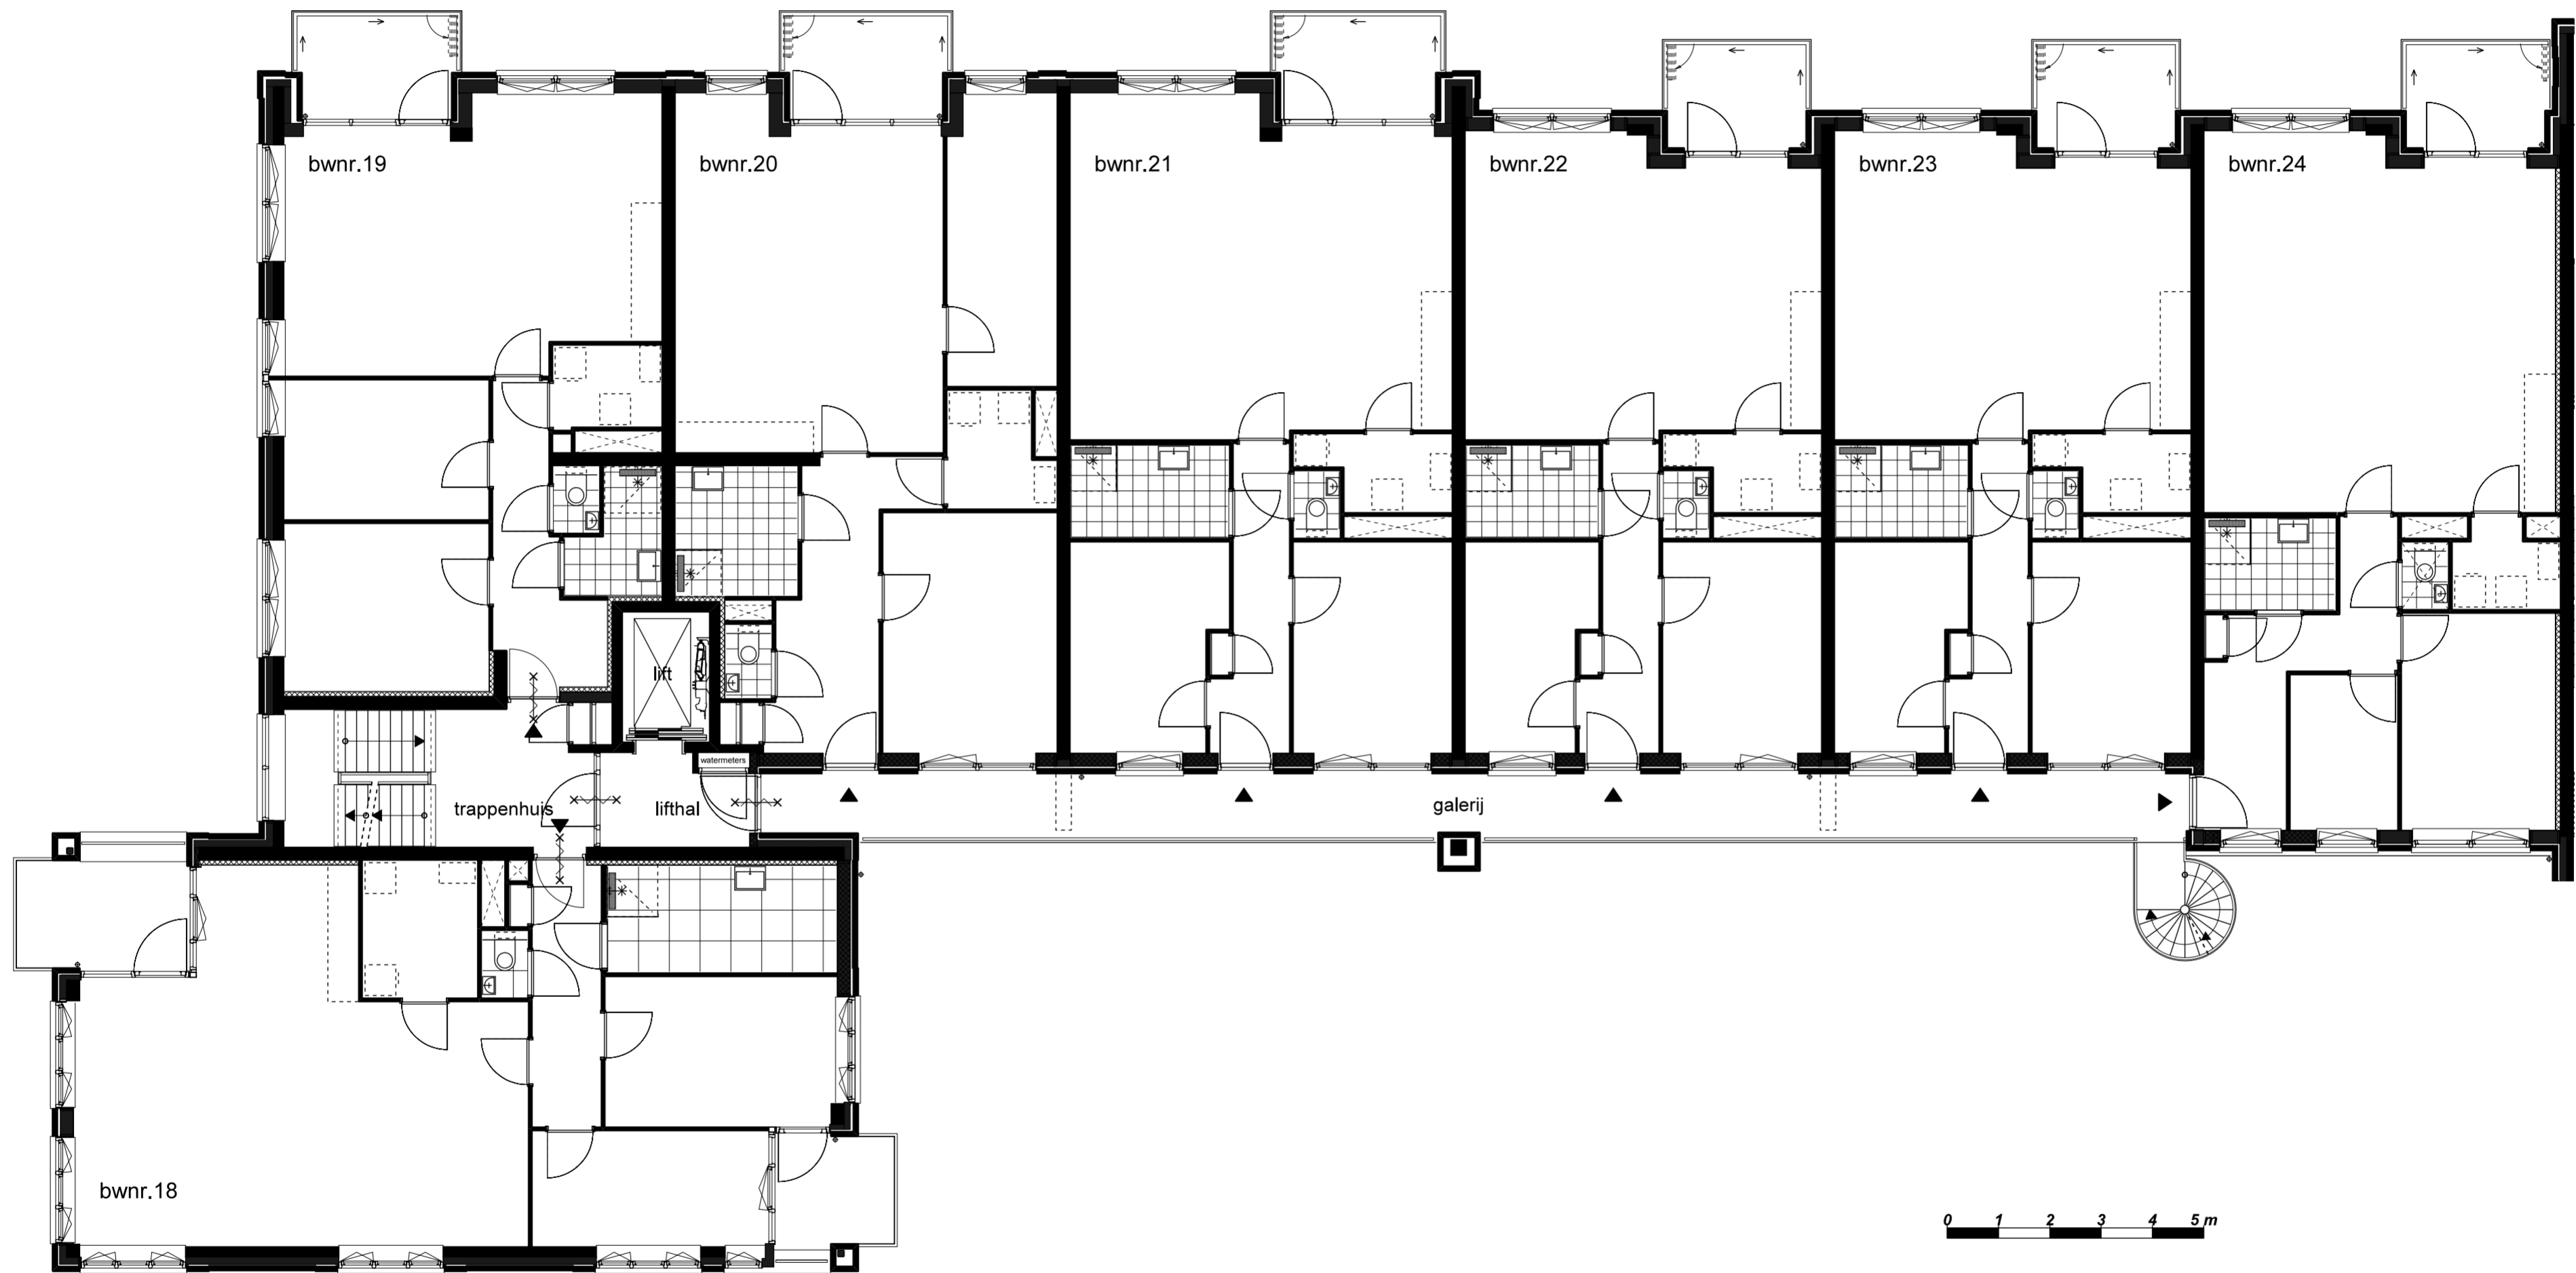 bwnr.19
bwnr.20
bwnr.21
bwnr.22
bwnr.23
bwnr.24
lift
watermeters
trappenhuis
lifthal
galerij
bwnr.18
0 1 2 3 4 5 m